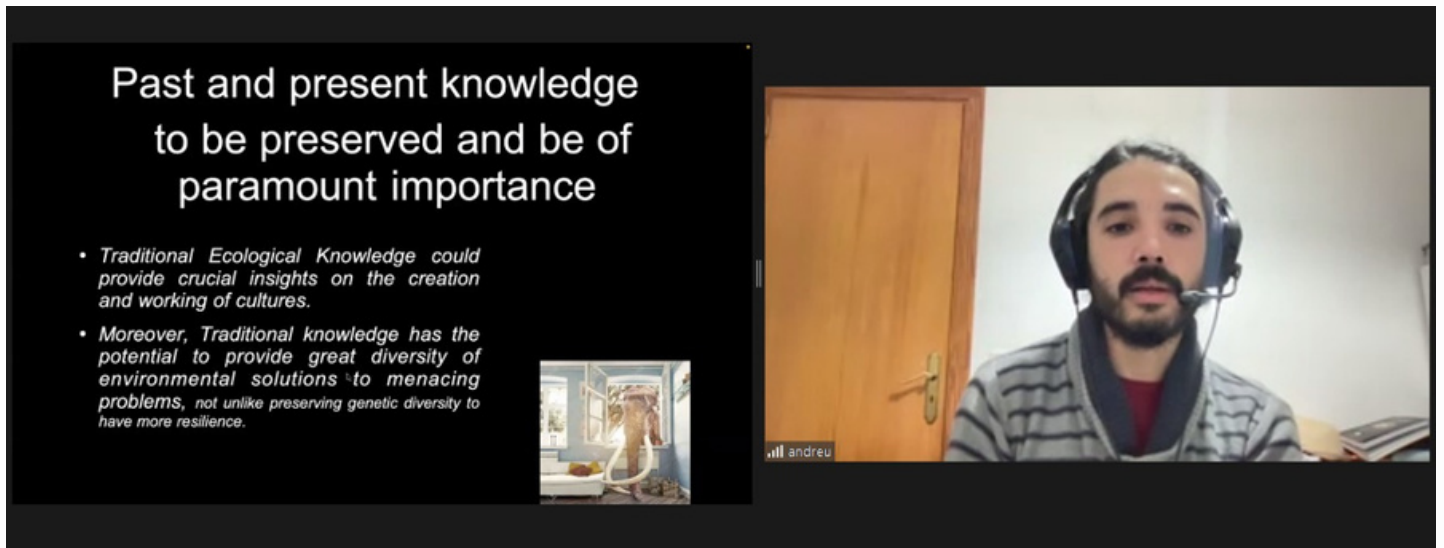 Past and present knowledge
to be preserved and be of
paramount importance
• Traditional Ecological Knowledge could
provide crucial insights on the creation
and working of cultures.
• Moreover, Traditional knowledge has the
potential to provide great diversity of
environmental solutions to menacing
problems, not unlike preserving genetic diversity to
have more resilience.
andreu